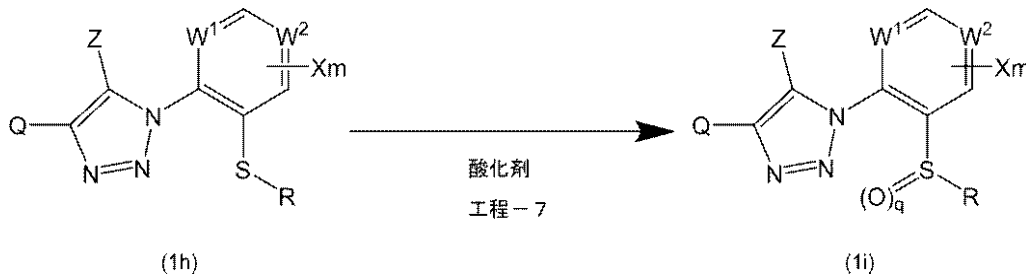 W¹ W² Z Xm Q N N N S R
酸化剤
工程－7
W¹ W² Z Xm Q N N N S (O)q R
(1h) (1i)